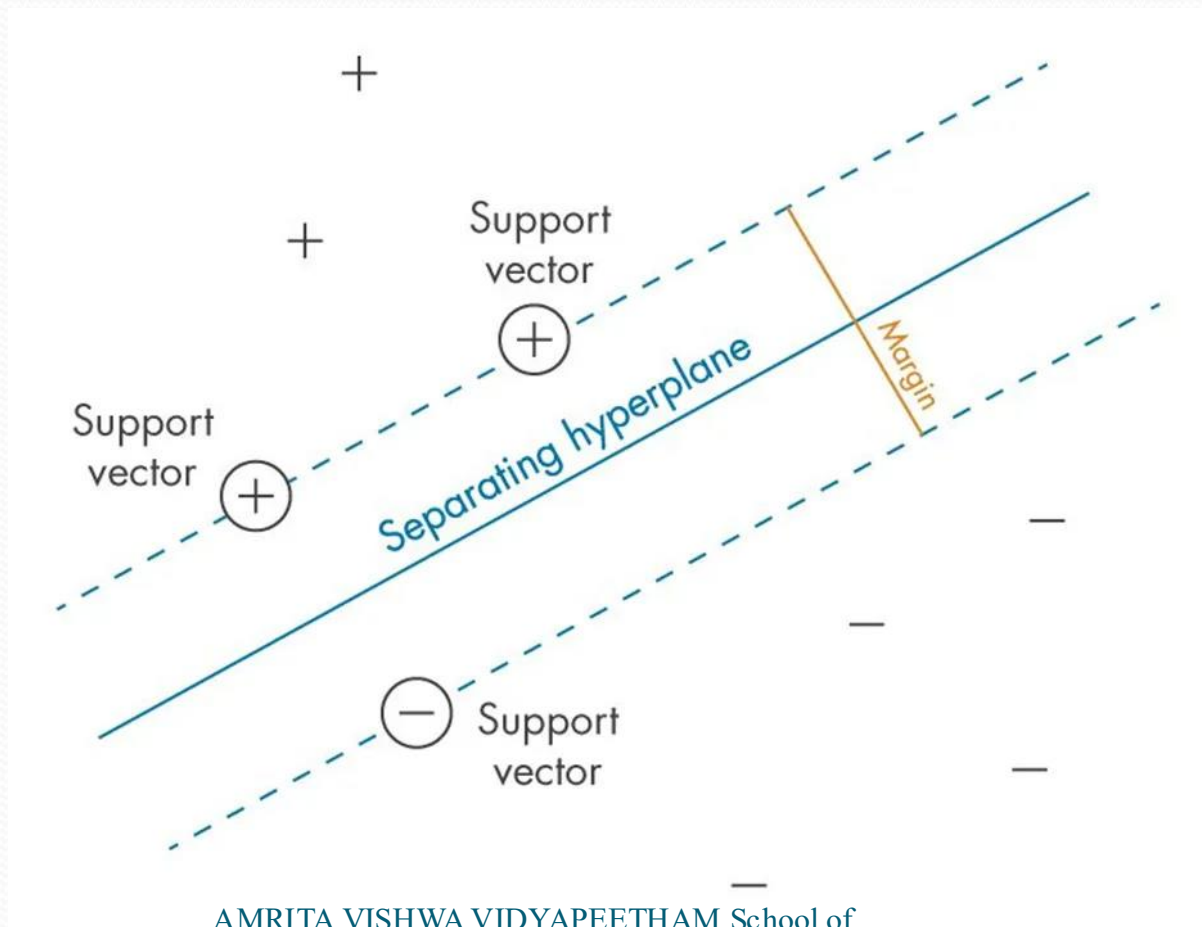 +
+
Support
vector
+
Support
vector
+
Separating hyperplane
Margin
−
−
−
Support
vector
−
−
AMRITA VISHWA VIDYAPEETHAM School of